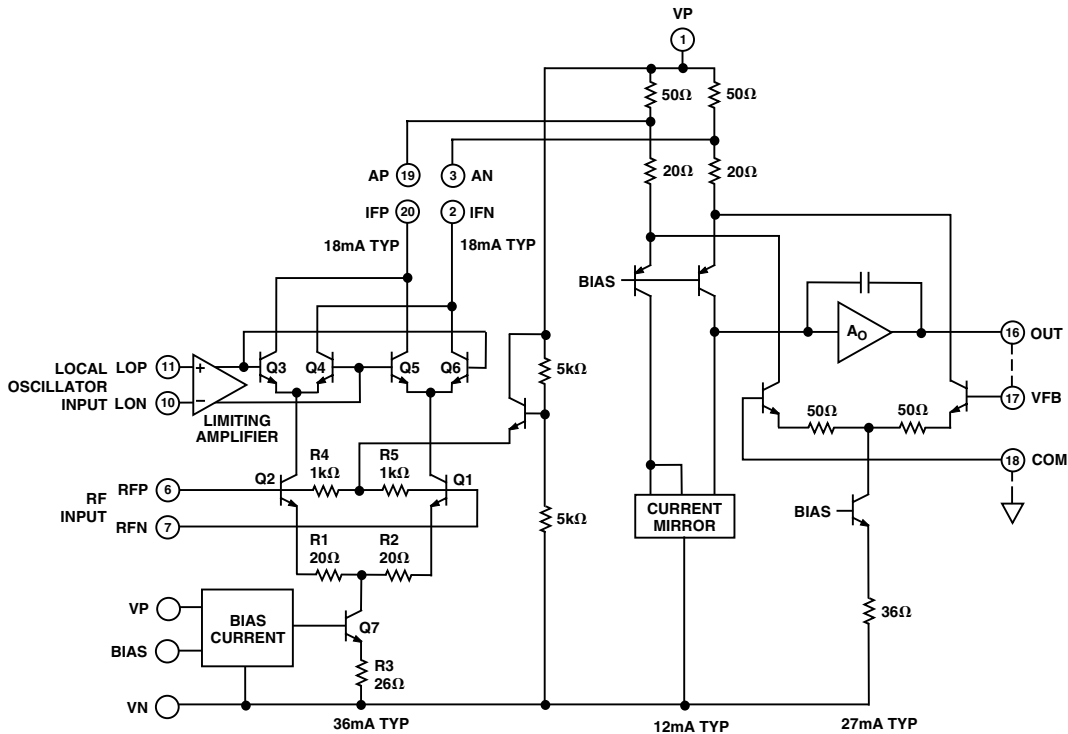 VP
1
50Ω
50Ω
AP 19
3 AN
20Ω
20Ω
IFP 20
2 IFN
18mA TYP
18mA TYP
BIAS
AO
16 OUT
LOCAL
OSCILLATOR
INPUT
LOP 11
LON 10
+
–
LIMITING
AMPLIFIER
Q3
Q4
Q5
Q6
5kΩ
17 VFB
50Ω
50Ω
R4
1kΩ
R5
1kΩ
18 COM
Q2
Q1
RF
INPUT
RFP 6
RFN 7
5kΩ
CURRENT
MIRROR
BIAS
R1
20Ω
R2
20Ω
VP
BIAS
BIAS
CURRENT
Q7
36Ω
R3
26Ω
VN
36mA TYP
12mA TYP
27mA TYP